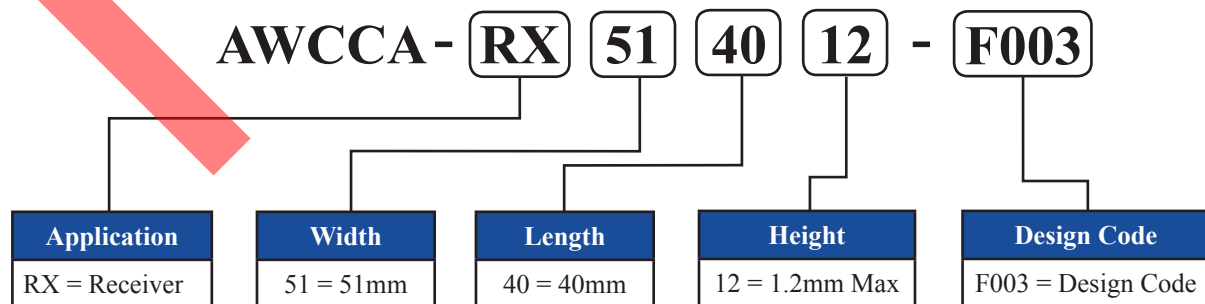 AWCCA - RX 51 40 12 - F003
Application Width Length Height Design Code
RX = Receiver 51 = 51mm 40 = 40mm 12 = 1.2mm Max F003 = Design Code